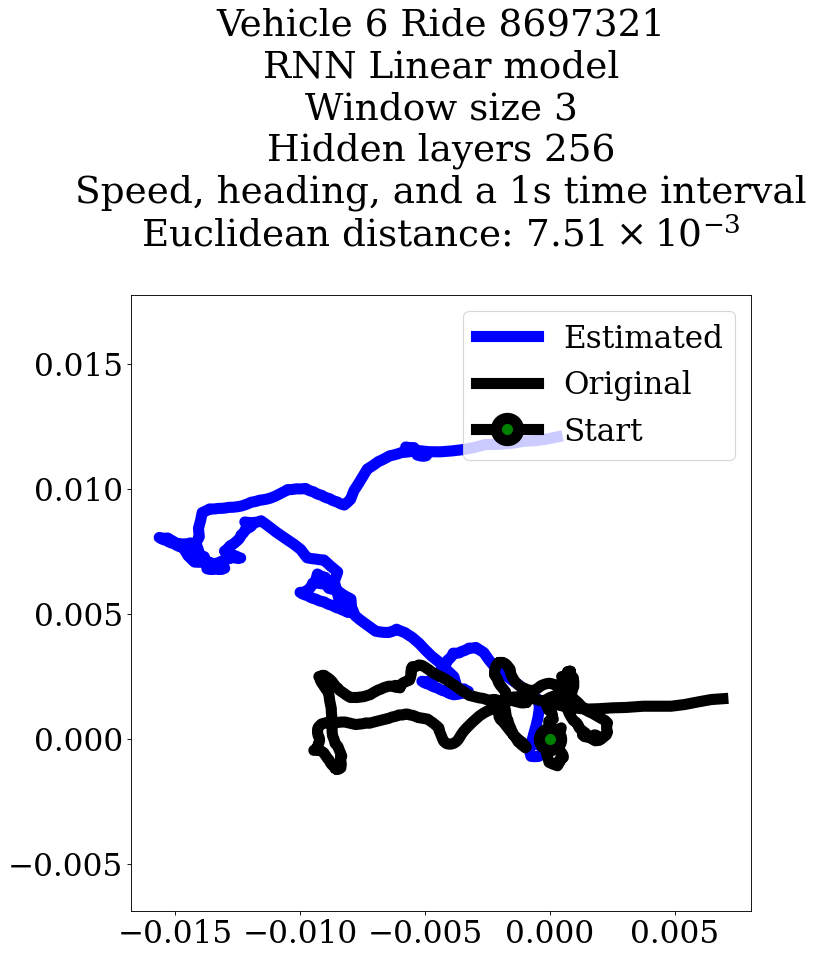 Vehicle 6 Ride 8697321
RNN Linear model
Window size 3
Hidden layers 256
Speed, heading, and a 1s time interval
Euclidean distance: 7.51 × 10⁻³
Estimated
Original
Start
0.015
0.010
0.005
0.000
−0.005
−0.015 −0.010 −0.005 0.000 0.005